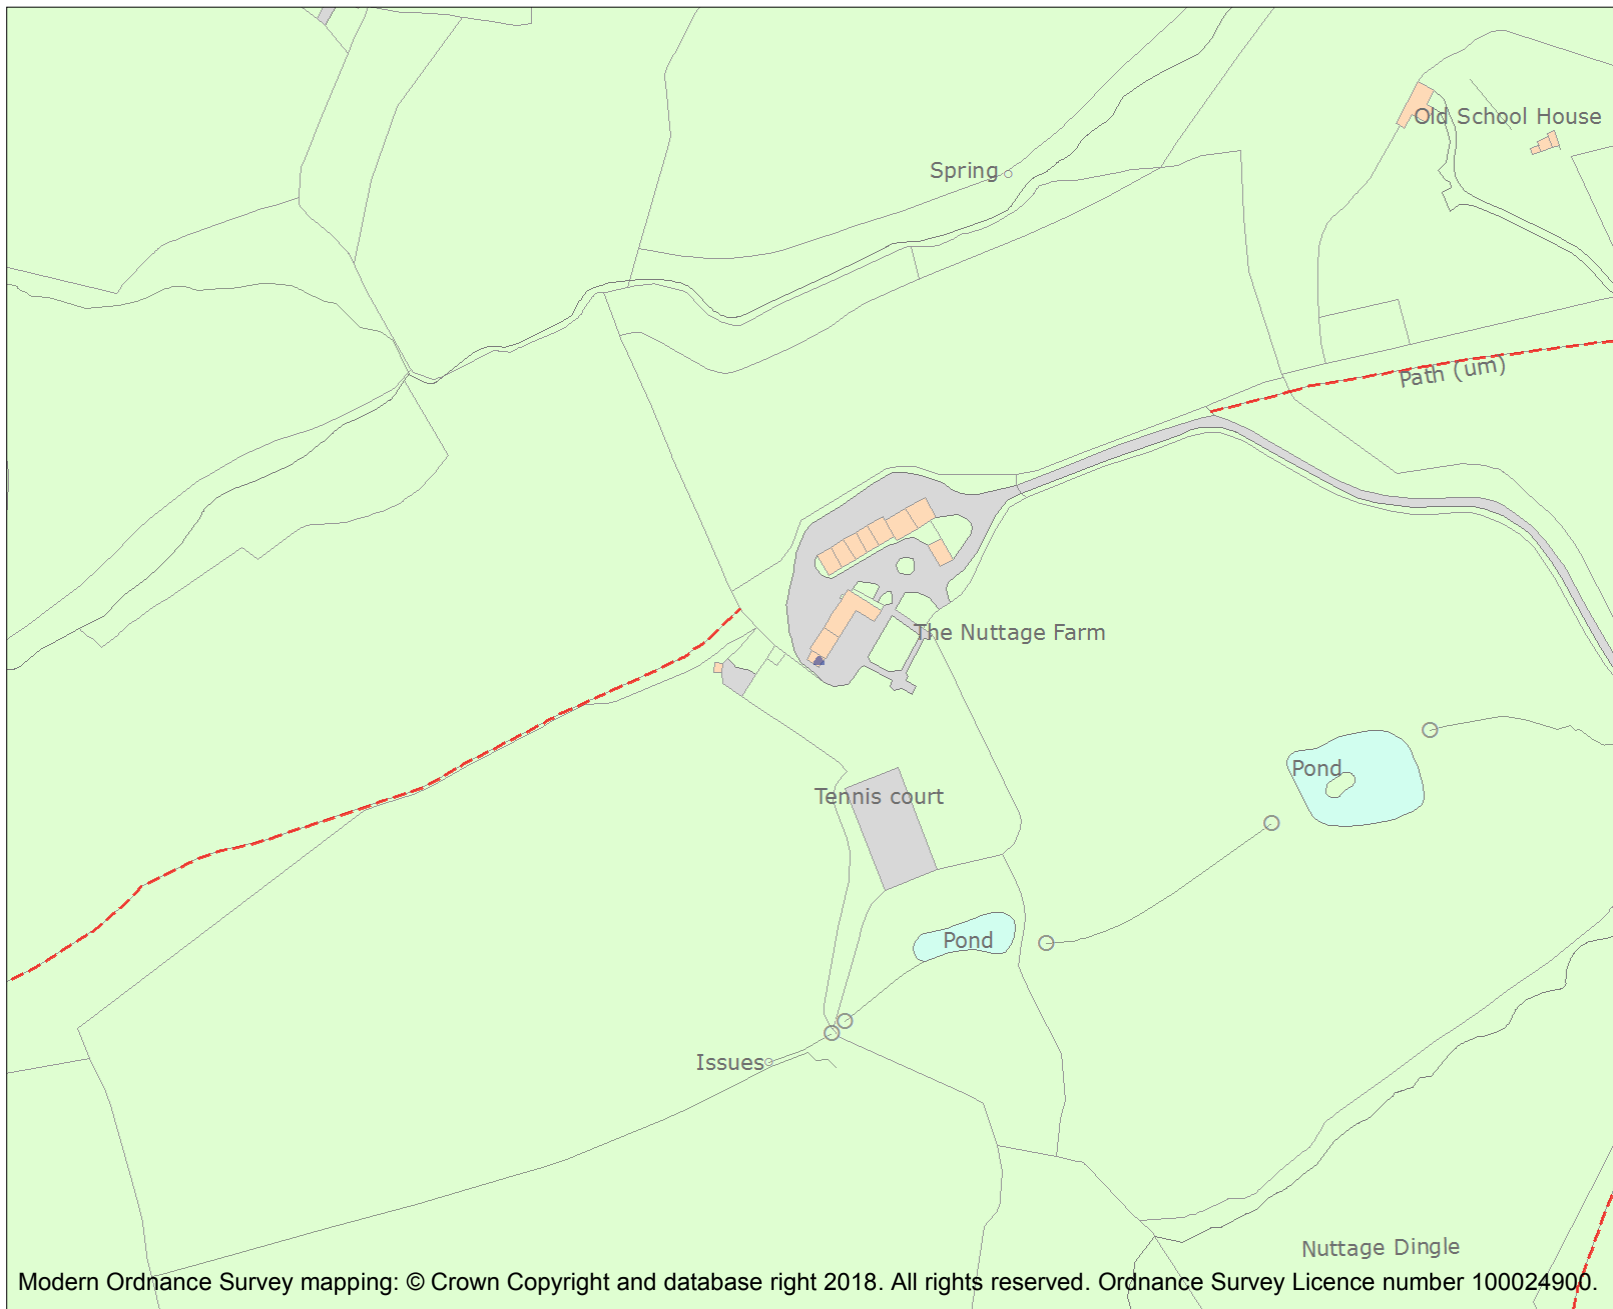 Old School House
Spring
Path (um)
The Nuttage Farm
Pond
Tennis court
Pond
Issues
Nuttage Dingle
Modern Ordnance Survey mapping: © Crown Copyright and database right 2018. All rights reserved. Ordnance Survey Licence number 100024900.